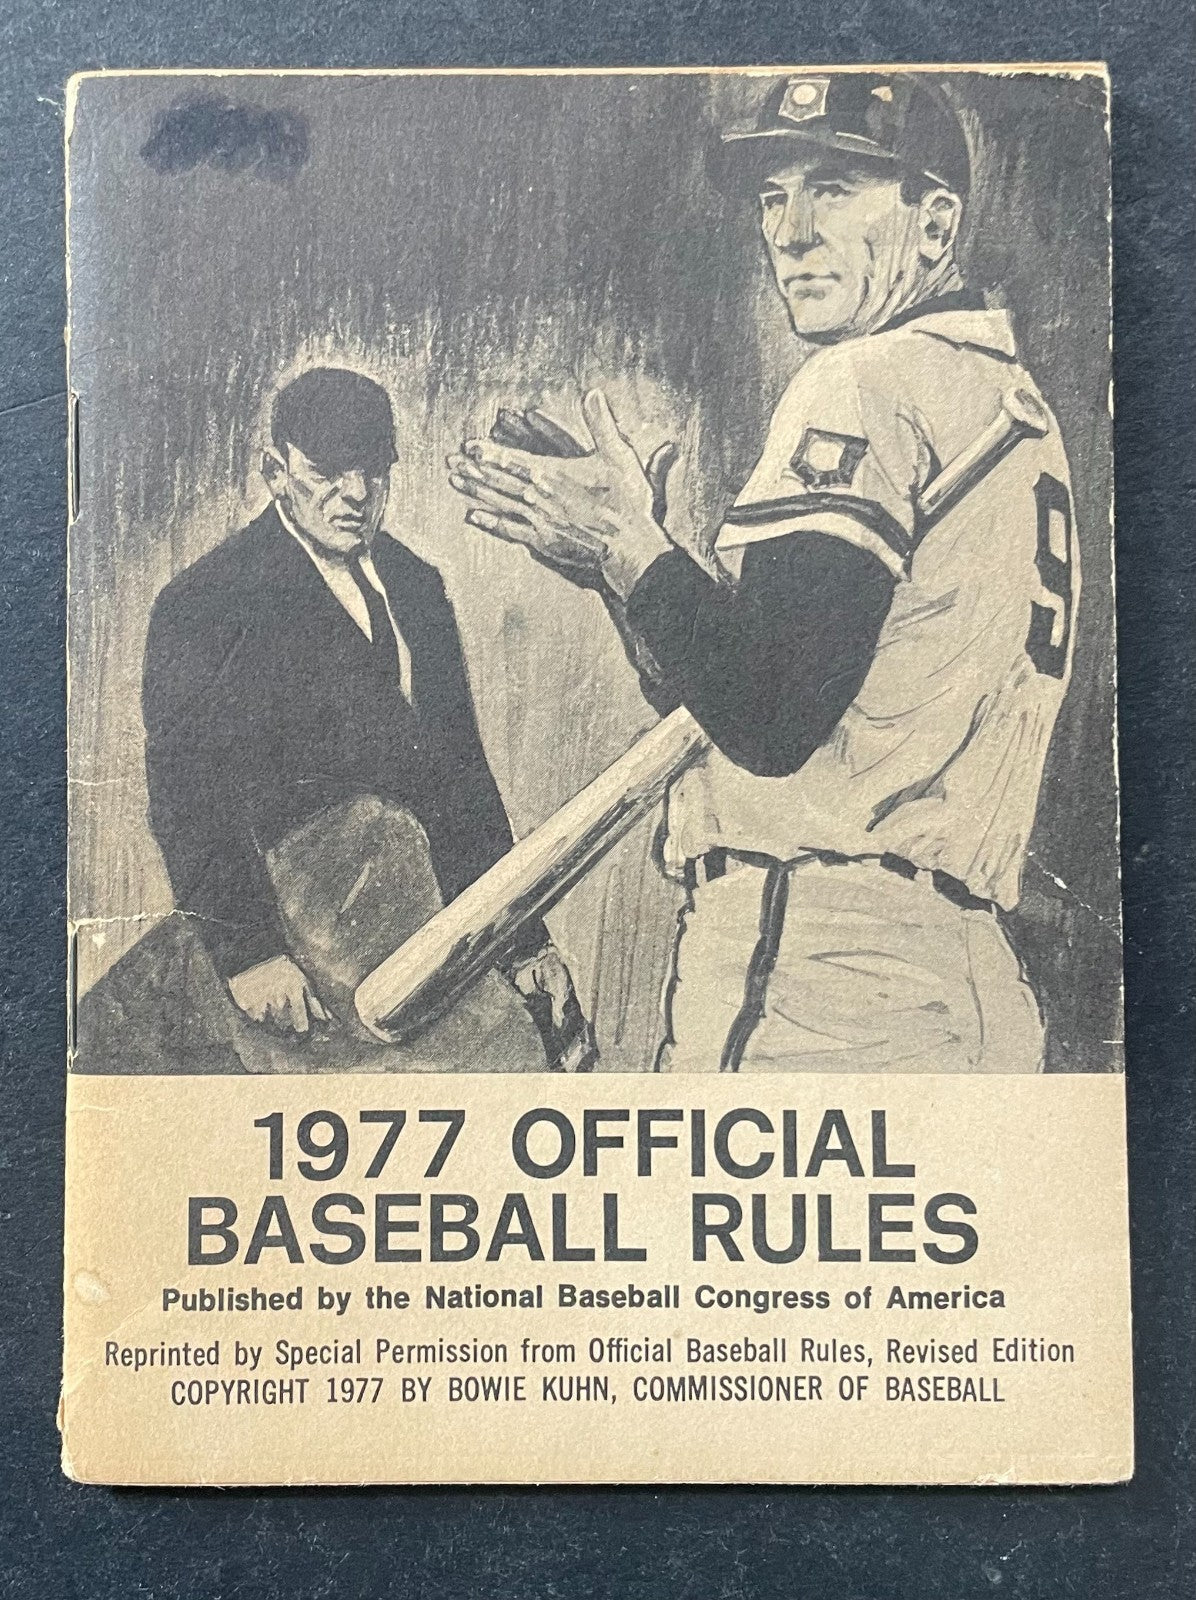 1977 OFFICIAL
BASEBALL RULES
Published by the National Baseball Congress of America
Reprinted by Special Permission from Official Baseball Rules, Revised Edition
COPYRIGHT 1977 BY BOWIE KUHN, COMMISSIONER OF BASEBALL